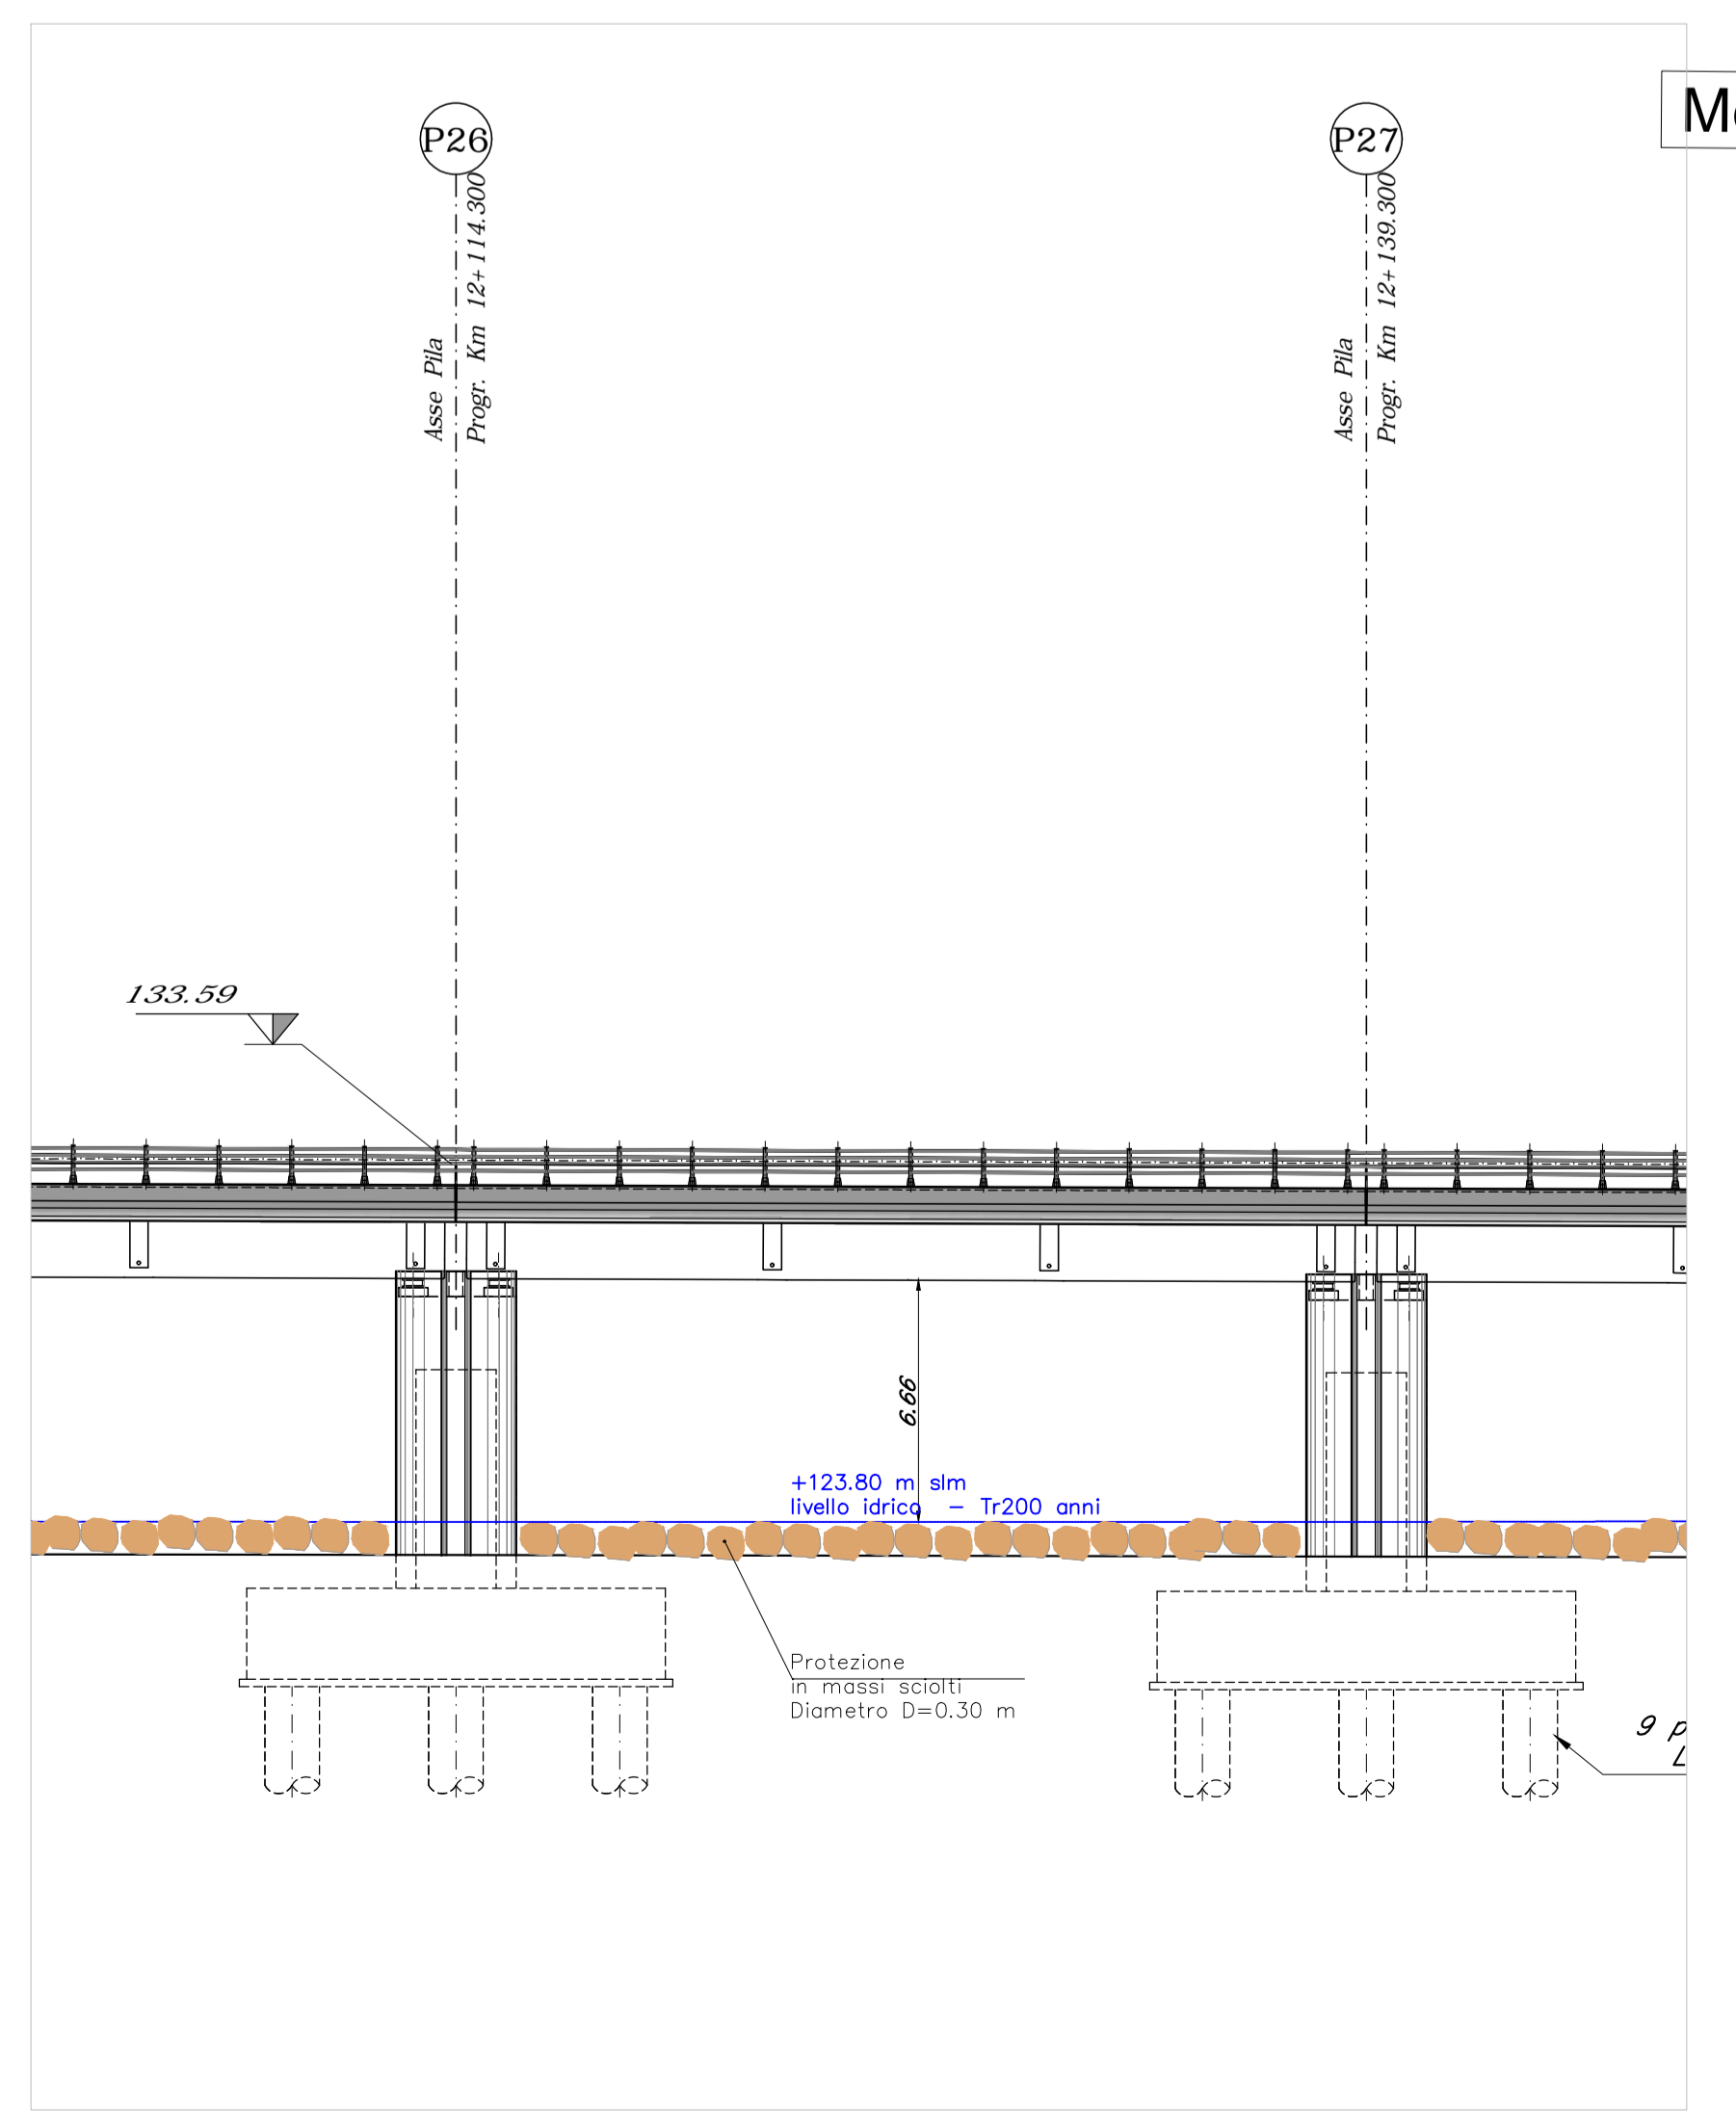 P26
P27
Asse Pila
Progr. Km 12+114.300
Asse Pila
Progr. Km 12+139.300
133.59
6.66
+123.80 m slm
livello idrico – Tr200 anni
Protezione
in massi sciolti
Diametro D=0.30 m
9